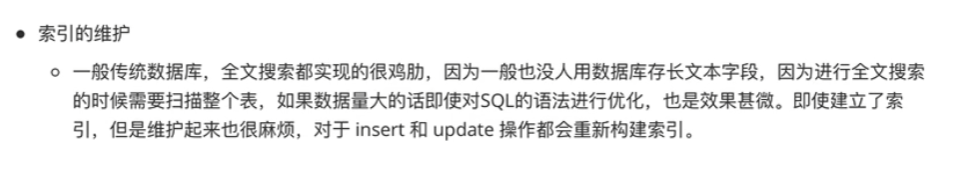 索引的维护
一般传统数据库，全文搜索都实现的很鸡肋，因为一般也没人用数据库存长文本字段，因为进行全文搜索
的时候需要扫描整个表，如果数据量大的话即使对SQL的语法进行优化，也是效果甚微。即使建立了索
引，但是维护起来也很麻烦，对于 insert 和 update 操作都会重新构建索引。